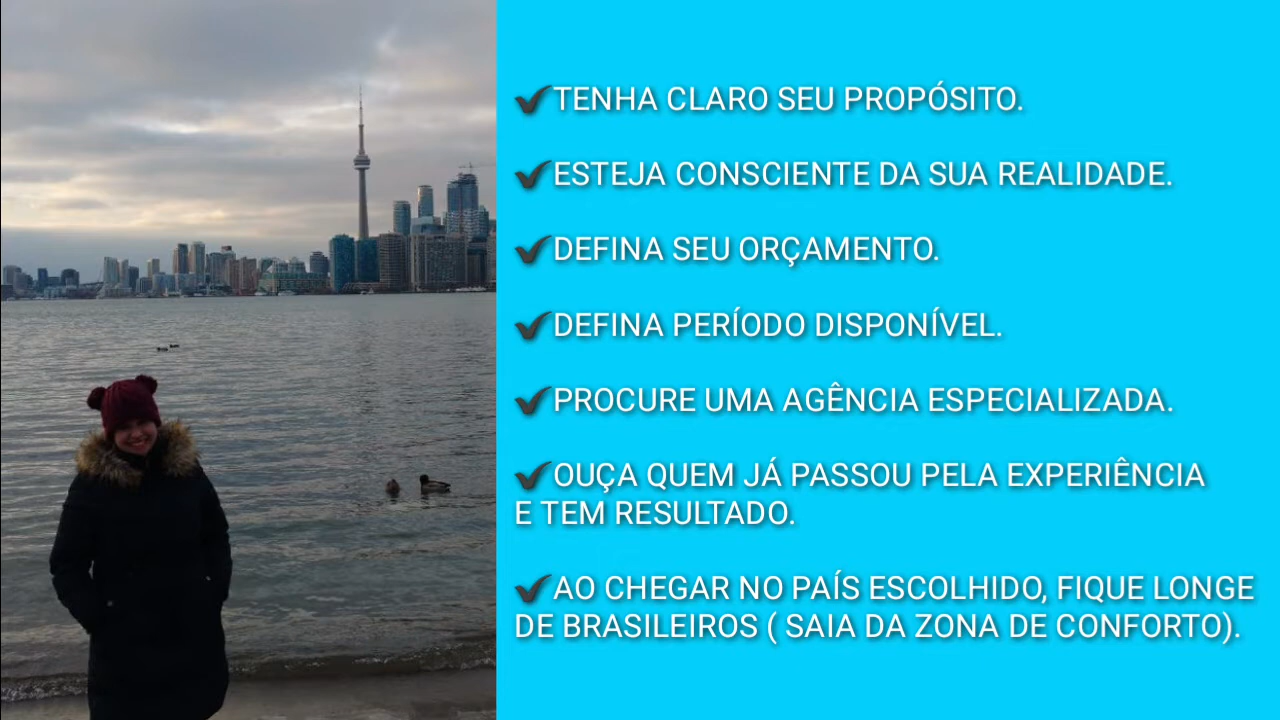 ✔TENHA CLARO SEU PROPÓSITO.
✔ESTEJA CONSCIENTE DA SUA REALIDADE.
✔DEFINA SEU ORÇAMENTO.
✔DEFINA PERÍODO DISPONÍVEL.
✔PROCURE UMA AGÊNCIA ESPECIALIZADA.
✔OUÇA QUEM JÁ PASSOU PELA EXPERIÊNCIA
E TEM RESULTADO.
✔AO CHEGAR NO PAÍS ESCOLHIDO, FIQUE LONGE
DE BRASILEIROS ( SAIA DA ZONA DE CONFORTO).